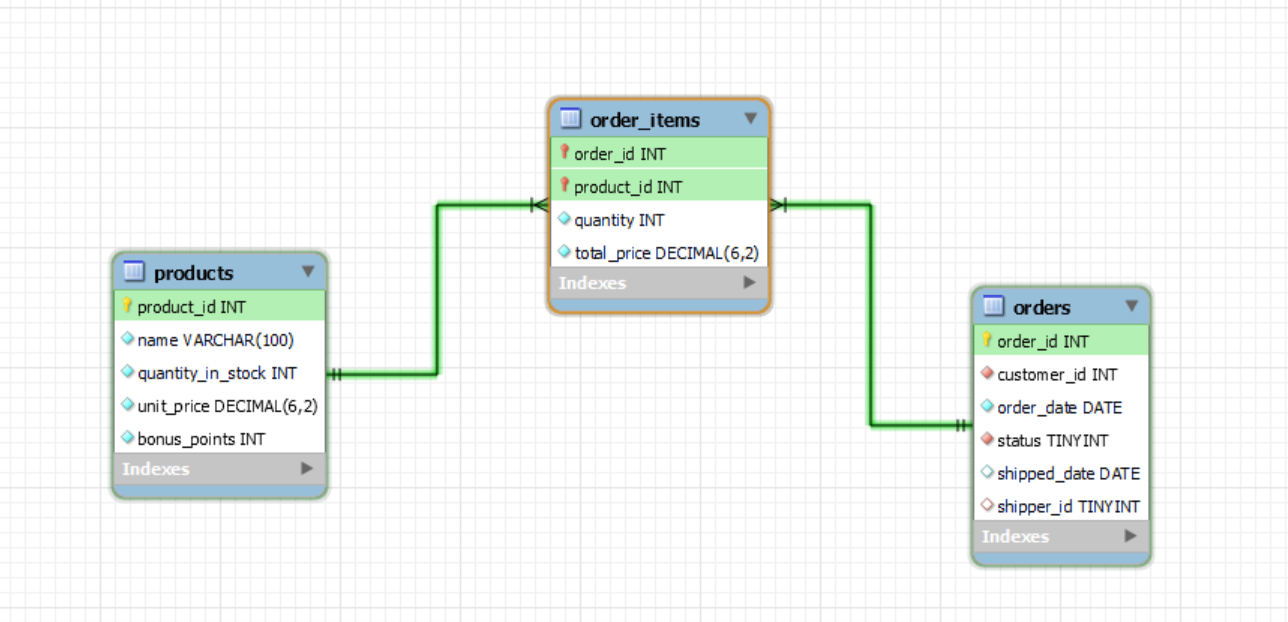 order_items
order_id INT
product_id INT
quantity INT
total_price DECIMAL(6,2)
Indexes
products
product_id INT
name VARCHAR(100)
quantity_in_stock INT
unit_price DECIMAL(6,2)
bonus_points INT
Indexes
orders
order_id INT
customer_id INT
order_date DATE
status TINYINT
shipped_date DATE
shipper_id TINYINT
Indexes